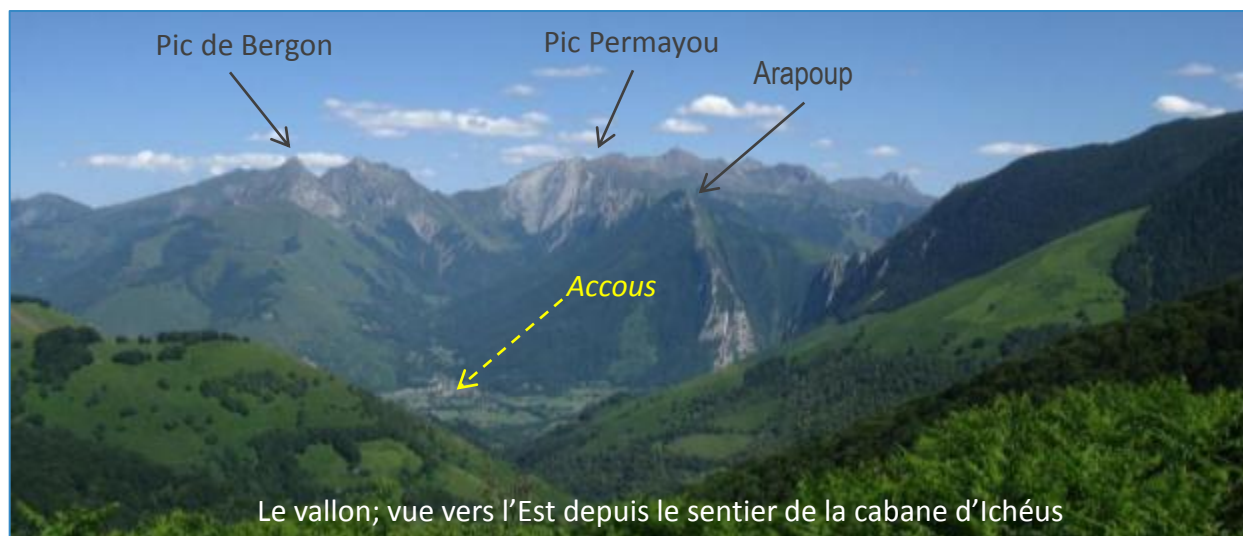 Pic de Bergon
Pic Permayou
Arapoup
Accous
Le vallon; vue vers l’Est depuis le sentier de la cabane d’Ichéus